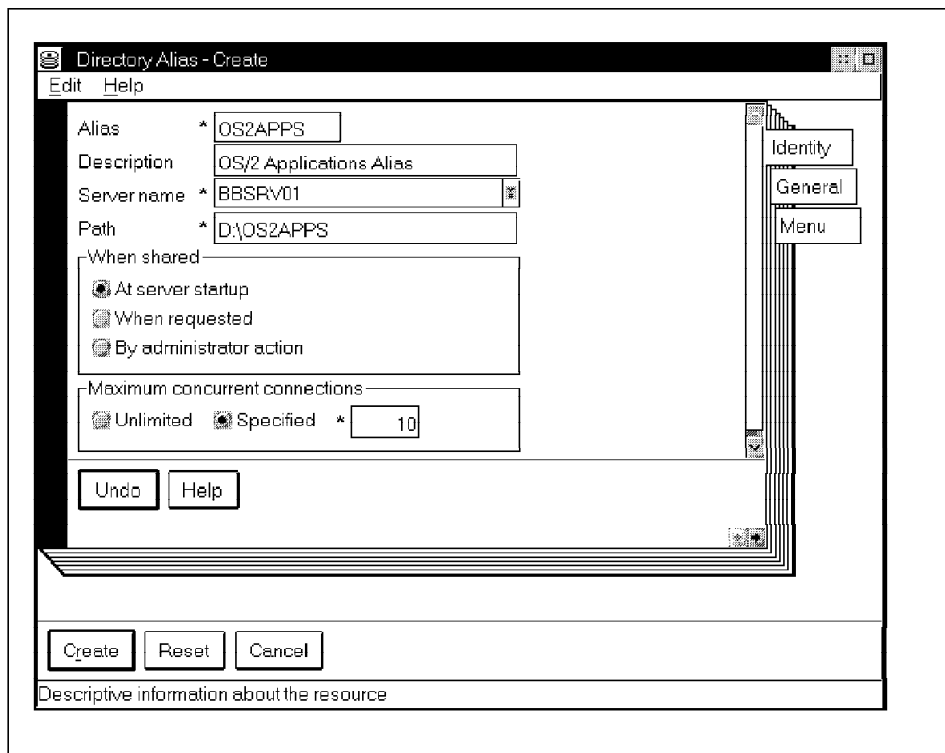 Directory Alias - Create
Edit Help
Alias * OS2APPS
Description OS/2 Applications Alias
Server name * BBSRV01
Path * D:\OS2APPS
When shared
At server startup
When requested
By administrator action
Maximum concurrent connections
Unlimited Specified * 10
Undo Help
Identity
General
Menu
Create Reset Cancel
Descriptive information about the resource